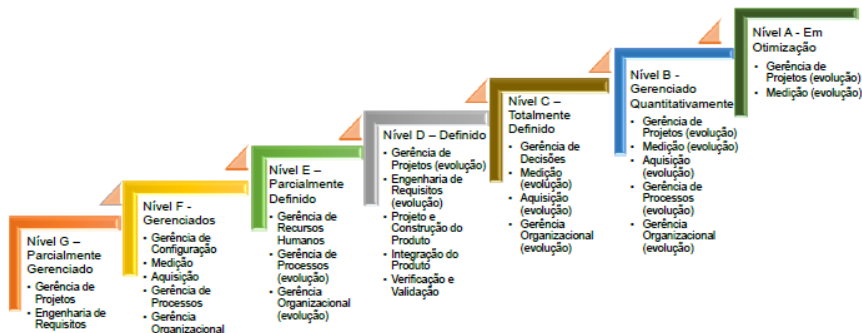 Nível G –
Parcialmente
Gerenciado
• Gerência de
Projetos
• Engenharia de
Requisitos
Nível F -
Gerenciados
• Gerência de
Configuração
• Medição
• Aquisição
• Gerência de
Processos
• Gerência
Organizacional
Nível E –
Parcialmente
Definido
• Gerência de
Recursos
Humanos
• Gerência de
Processos
(evolução)
• Gerência
Organizacional
(evolução)
Nível D – Definido
• Gerência de
Projetos (evolução)
• Engenharia de
Requisitos
(evolução)
• Projeto e
Construção do
Produto
• Integração do
Produto
• Verificação e
Validação
Nível C –
Totalmente
Definido
• Gerência de
Decisões
• Medição
(evolução)
• Aquisição
(evolução)
• Gerência
Organizacional
(evolução)
Nível B -
Gerenciado
Quantitativamente
• Gerência de
Projetos (evolução)
• Medição (evolução)
• Aquisição
(evolução)
• Gerência de
Processos
(evolução)
• Gerência
Organizacional
(evolução)
Nível A - Em
Otimização
• Gerência de
Projetos (evolução)
• Medição (evolução)